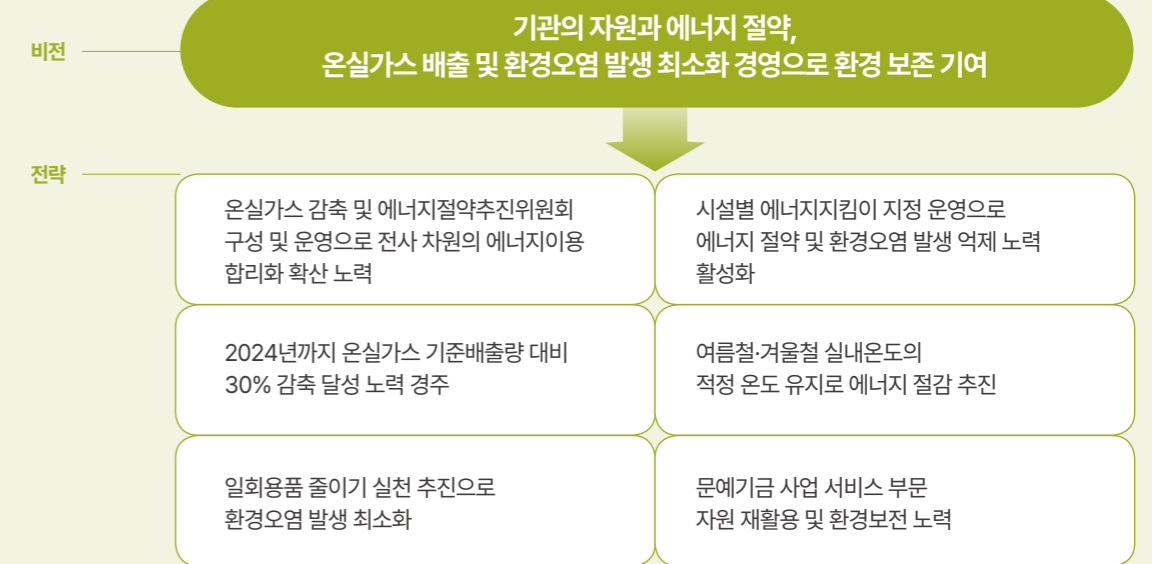 비전
기관의 자원과 에너지 절약,
온실가스 배출 및 환경오염 발생 최소화 경영으로 환경 보존 기여
전략
온실가스 감축 및 에너지절약추진위원회
구성 및 운영으로 전사 차원의 에너지이용
합리화 확산 노력
시설별 에너지지킴이 지정 운영으로
에너지 절약 및 환경오염 발생 억제 노력
활성화
2024년까지 온실가스 기준배출량 대비
30% 감축 달성 노력 경주
여름철·겨울철 실내온도의
적정 온도 유지로 에너지 절감 추진
일회용품 줄이기 실천 추진으로
환경오염 발생 최소화
문예기금 사업 서비스 부문
자원 재활용 및 환경보전 노력